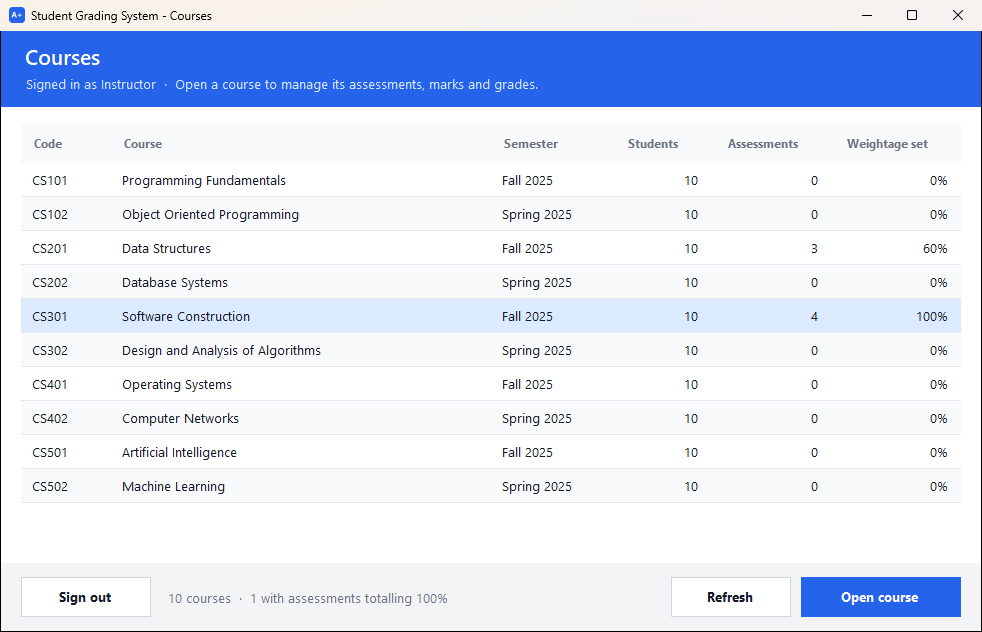 A+ Student Grading System - Courses
Courses
Signed in as Instructor · Open a course to manage its assessments, marks and grades.
Code Course Semester Students Assessments Weightage set
CS101 Programming Fundamentals Fall 2025 10 0 0%
CS102 Object Oriented Programming Spring 2025 10 0 0%
CS201 Data Structures Fall 2025 10 3 60%
CS202 Database Systems Spring 2025 10 0 0%
CS301 Software Construction Fall 2025 10 4 100%
CS302 Design and Analysis of Algorithms Spring 2025 10 0 0%
CS401 Operating Systems Fall 2025 10 0 0%
CS402 Computer Networks Spring 2025 10 0 0%
CS501 Artificial Intelligence Fall 2025 10 0 0%
CS502 Machine Learning Spring 2025 10 0 0%
Sign out 10 courses · 1 with assessments totalling 100% Refresh Open course